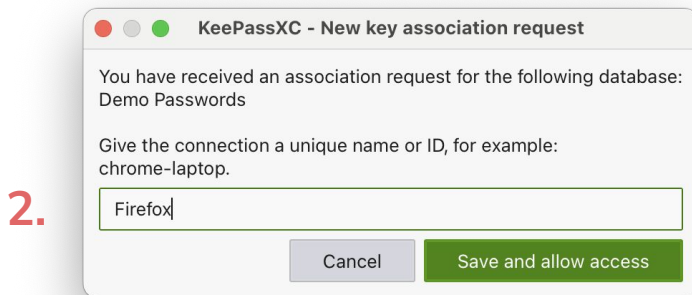 KeePassXC - New key association request
You have received an association request for the following database:
Demo Passwords
Give the connection a unique name or ID, for example:
chrome-laptop.
2.
Firefox
Cancel
Save and allow access